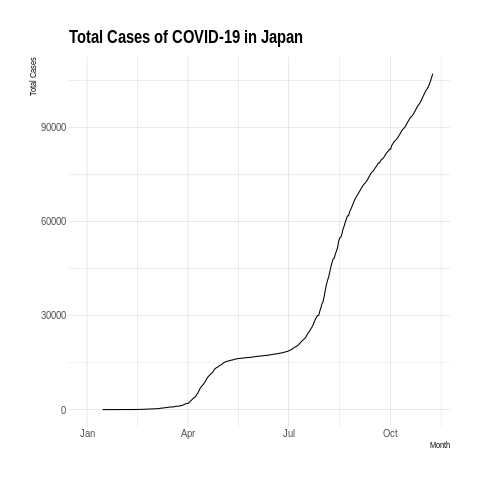 Total Cases of COVID-19 in Japan
Total Cases
90000
60000
30000
0
Jan Apr Jul Oct
Month